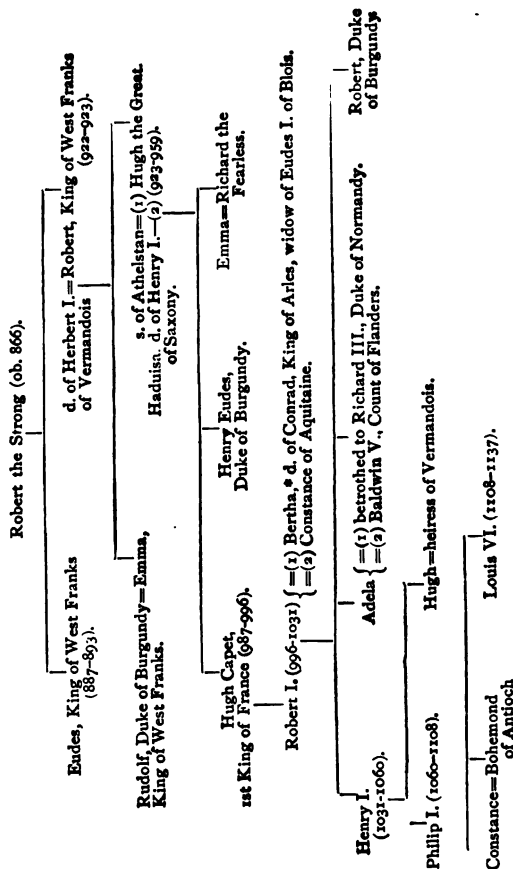 Robert the Strong (ob. 866).
Eudes, King of West Franks
(887-893).
d. of Herbert I.=Robert, King of West Franks
of Vermandois
(922-923).
Rudolf, Duke of Burgundy=Emma,
King of West Franks.
s. of Athelstan=(1) Hugh the Great.
Haduisa. d. of Henry I.—(2) (923-959).
of Saxony.
Hugh Capet,
1st King of France (987-996).
Henry Eudes,
Duke of Burgundy.
Emma=Richard the
Fearless.
Robert I. (996-1031) {=(1) Bertha,* d. of Conrad, King of Arles, widow of Eudes I. of Blois.
{=(2) Constance of Aquitaine.
Henry I.
(1031-1060).
Adela {=(1) betrothed to Richard III., Duke of Normandy.
{=(2) Baldwin V., Count of Flanders.
Robert, Duke
of Burgundy
Philip I. (1060-1108).
Hugh=heiress of Vermandois.
Constance=Bohemond
of Antioch
Louis VI. (1108-1137).